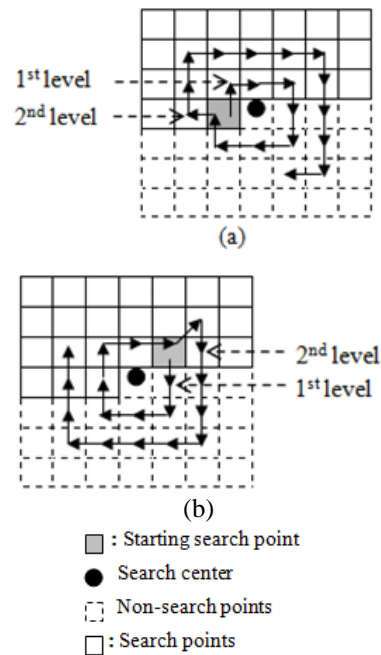 1st level
2nd level
(a)
2nd level
1st level
(b)
: Starting search point
Search center
Non-search points
: Search points